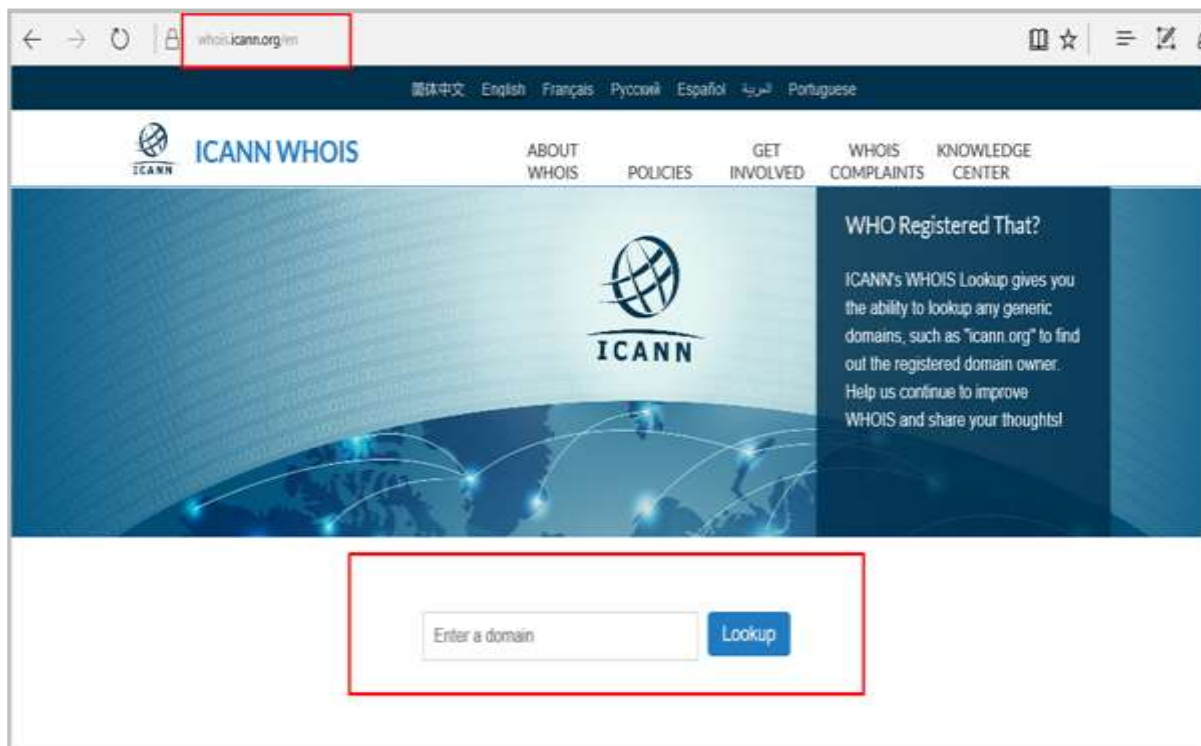 whois.icann.org/en
简体中文 English Français Русский Español العربية Portuguese
ICANN
ICANN WHOIS
ABOUT WHOIS
POLICIES
GET INVOLVED
WHOIS COMPLAINTS
KNOWLEDGE CENTER
ICANN
WHO Registered That?
ICANN's WHOIS Lookup gives you
the ability to lookup any generic
domains, such as "icann.org" to find
out the registered domain owner.
Help us continue to improve
WHOIS and share your thoughts!
Enter a domain
Lookup